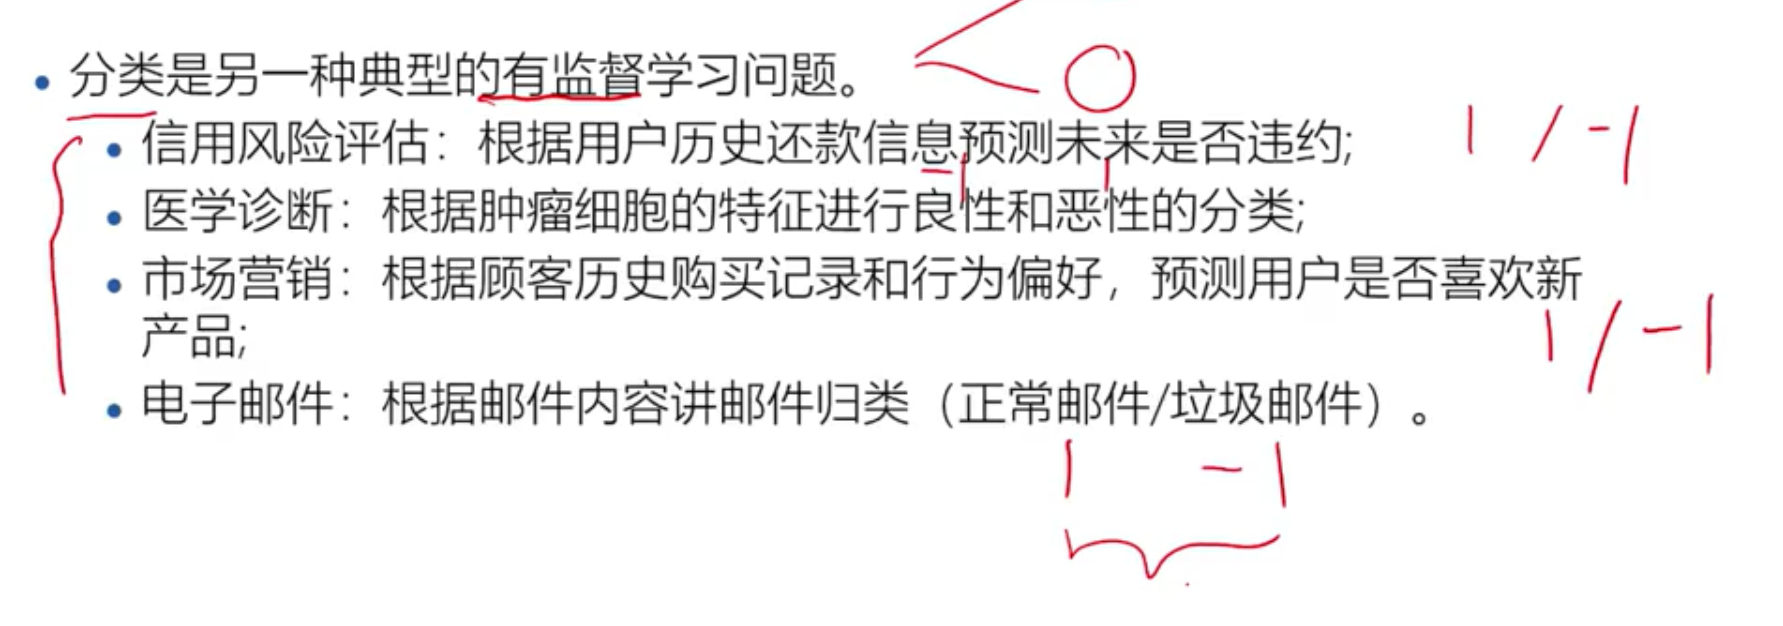 分类是另一种典型的有监督学习问题。
信用风险评估：根据用户历史还款信息预测未来是否违约;
1 / -1
-1 1
医学诊断：根据肿瘤细胞的特征进行良性和恶性的分类;
市场营销：根据顾客历史购买记录和行为偏好，预测用户是否喜欢新
产品;
1 / -1
电子邮件：根据邮件内容讲邮件归类（正常邮件/垃圾邮件）。
1 -1